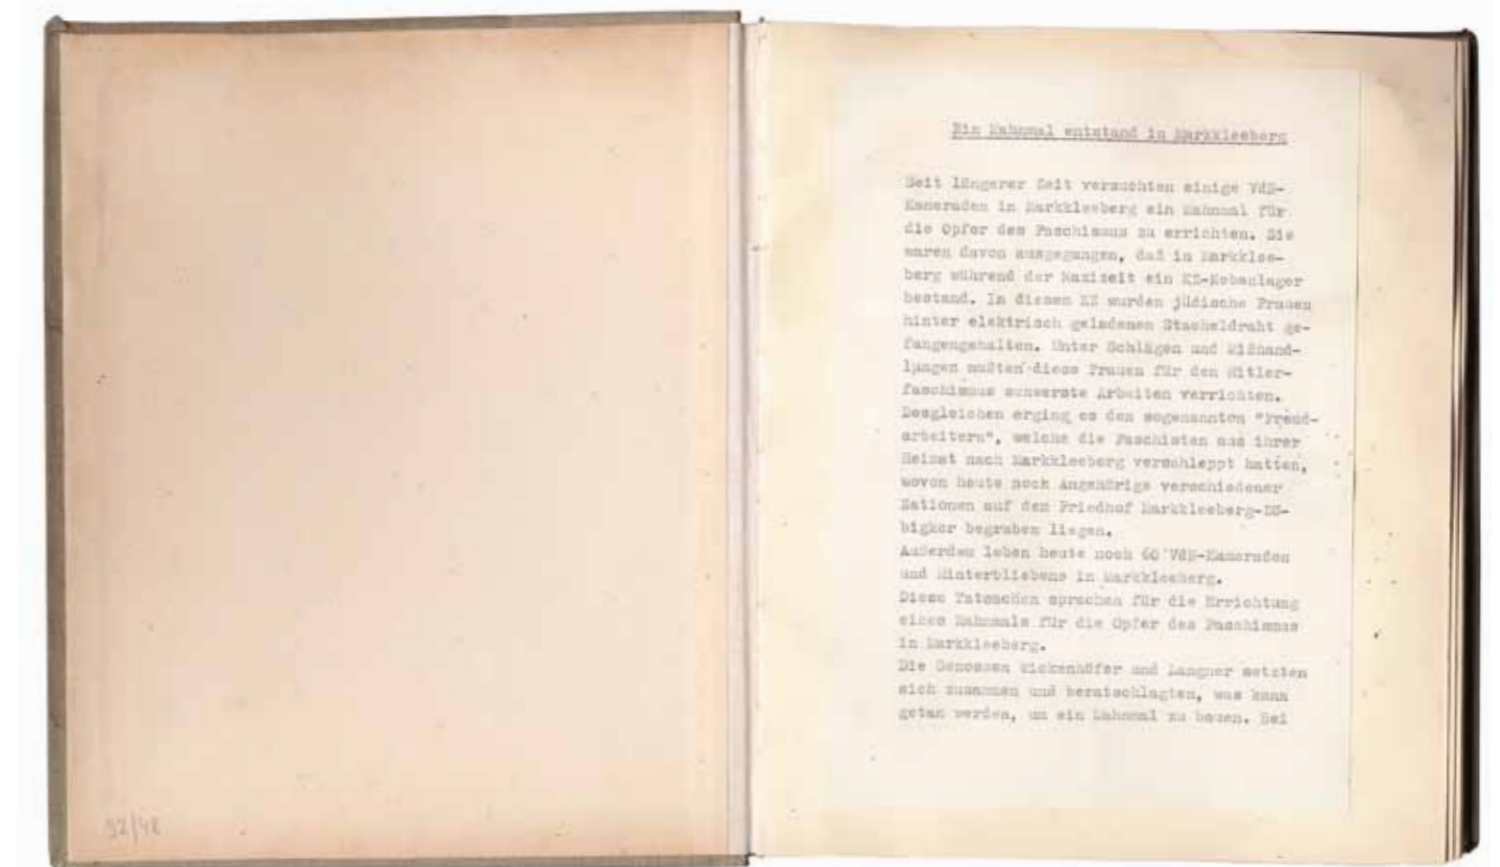 Ein Mahnmal entstand in Markkleeberg
Seit längerer Zeit versuchten einige VdN-
Kameraden in Markkleeberg ein Mahnmal für
die Opfer des Faschismus zu errichten. Sie
waren davon ausgegangen, daß in Markklee-
berg während der Nazizeit ein KZ-Nebenlager
bestand. In diesem KZ wurden jüdische Frauen
hinter elektrisch geladenen Stacheldraht ge-
fangengehalten. Unter Schlägen und Mißhand-
lungen mußten diese Frauen für den Hitler-
faschismus schwerste Arbeiten verrichten.
Desgleichen erging es den sogenannten "Fremd-
arbeitern", welche die Faschisten aus ihrer
Heimat nach Markkleeberg verschleppt hatten,
wovon heute noch Angehörige verschiedener
Nationen auf dem Friedhof Markkleeberg-Zö-
bigker begraben liegen.
Außerdem leben heute noch 60 VdN-Kameraden
und Hinterbliebene in Markkleeberg.
Diese Tatsachen sprachen für die Errichtung
eines Mahnmals für die Opfer des Faschismus
in Markkleeberg.
Die Genossen Wickenhöfer und Langner setzten
sich zusammen und beratschlagten, was kann
getan werden, um ein Mahnmal zu bauen. Bei
92/48